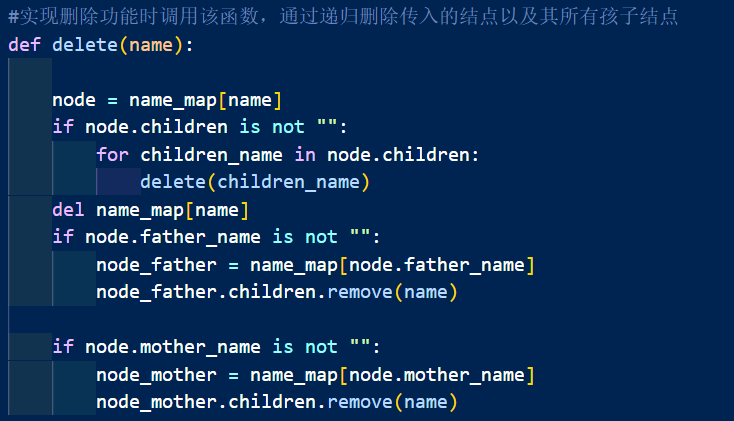 #实现删除功能时调用该函数，通过递归删除传入的结点以及其所有孩子结点
def delete(name):
    node = name_map[name]
    if node.children is not "":
        for children_name in node.children:
            delete(children_name)
    del name_map[name]
    if node.father_name is not "":
        node_father = name_map[node.father_name]
        node_father.children.remove(name)
    if node.mother_name is not "":
        node_mother = name_map[node.mother_name]
        node_mother.children.remove(name)